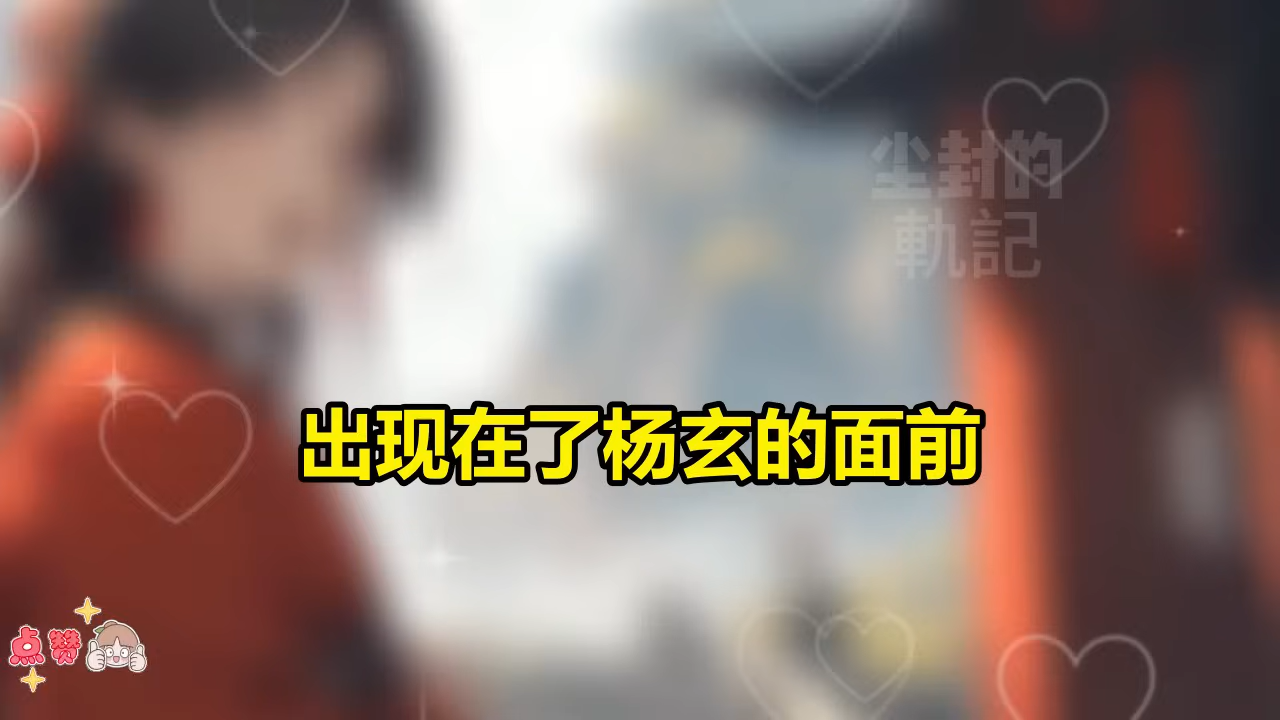 尘封的
軌記
出现在了杨玄的面前
点赞